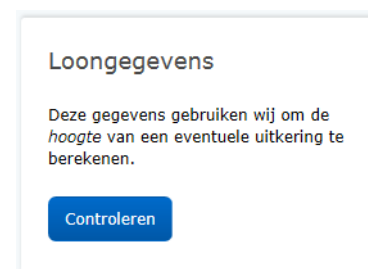 Loongegevens
Deze gegevens gebruiken wij om de
hoogte van een eventuele uitkering te
berekenen.
Controleren